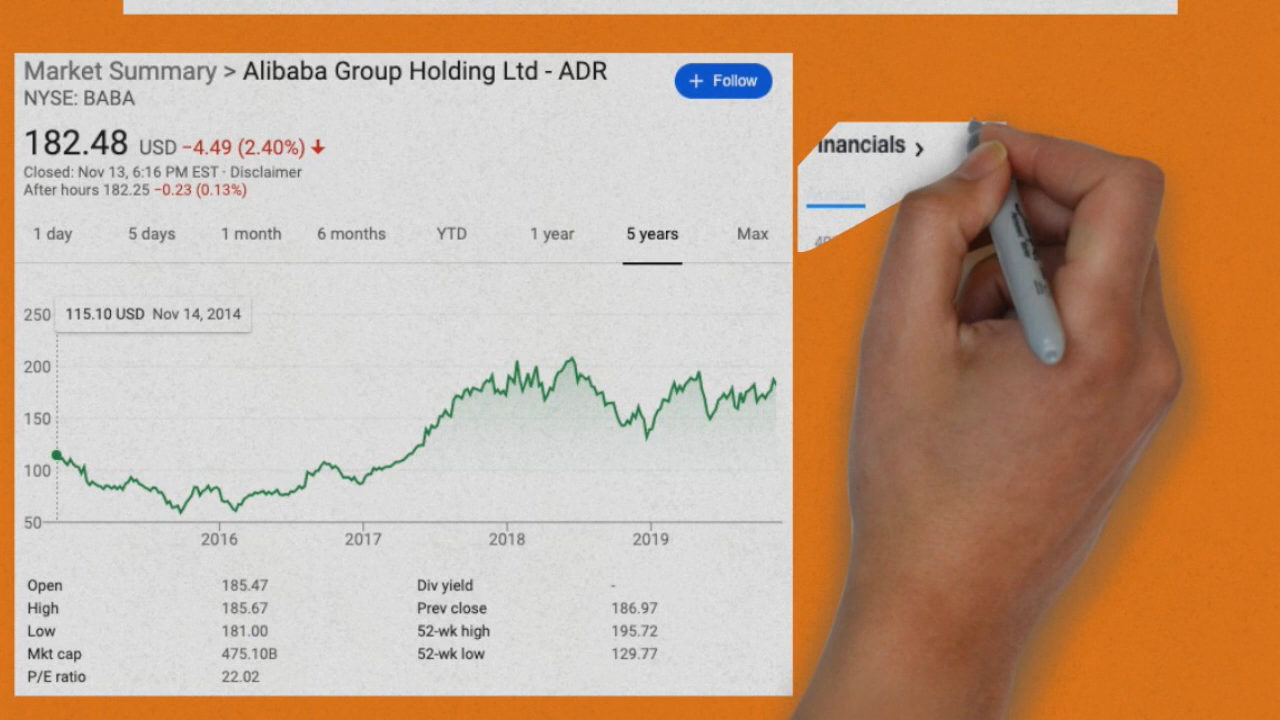 Market Summary > Alibaba Group Holding Ltd - ADR
+ Follow
NYSE: BABA
182.48 USD −4.49 (2.40%)
Closed: Nov 13, 6:16 PM EST · Disclaimer
After hours 182.25 −0.23 (0.13%)
1 day 5 days 1 month 6 months YTD 1 year 5 years Max
115.10 USD Nov 14, 2014
250
200
150
100
50
2016 2017 2018 2019
Open 185.47 Div yield -
High 185.67 Prev close 186.97
Low 181.00 52-wk high 195.72
Mkt cap 475.10B 52-wk low 129.77
P/E ratio 22.02
inancials >